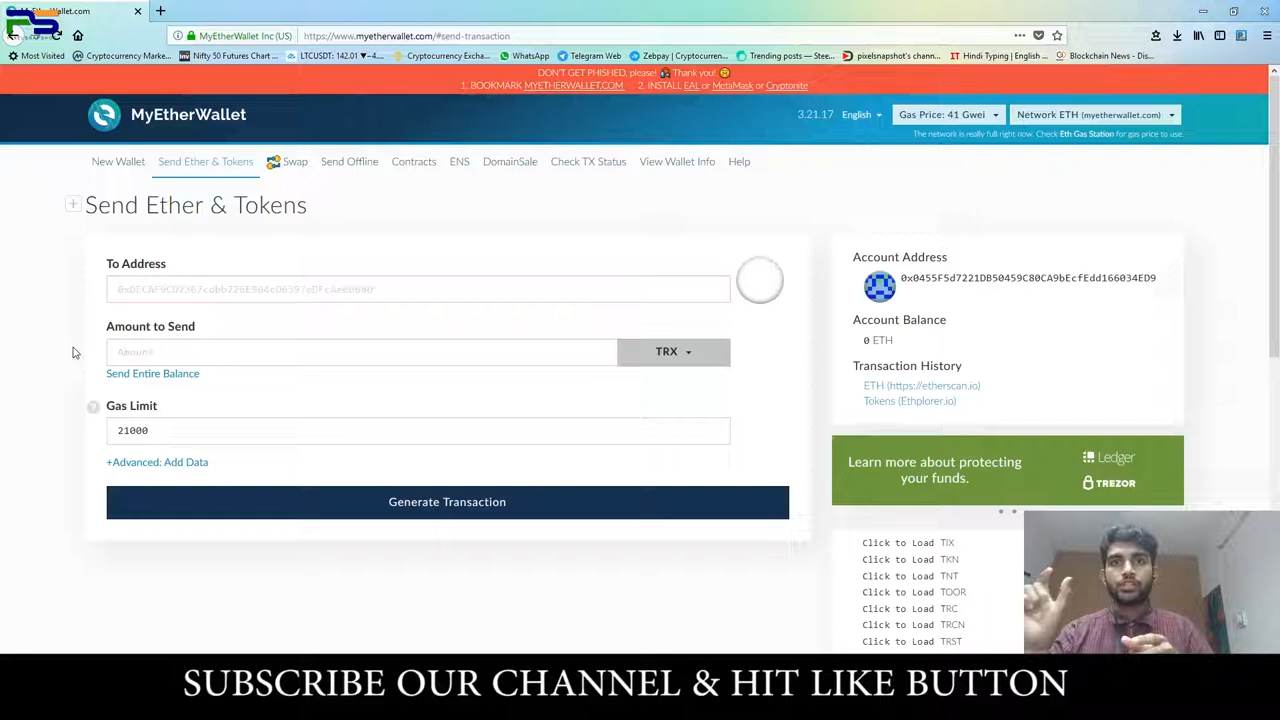 MyEtherWallet.com
MyEtherWallet Inc (US)
https://www.myetherwallet.com/#send-transaction
Most Visited
Cryptocurrency Market...
Nifty 50 Futures Chart - ...
LTCUSDT: 142.01 ▼−4....
Cryptocurrency Excha...
WhatsApp
Telegram Web
Zebpay | Cryptocurren...
Trending posts — Stee...
pixelsnapshot's chann...
Hindi Typing | English ...
Blockchain News - Dis...
DON'T GET PHISHED, please! Thank you!
1. BOOKMARK MYETHERWALLET.COM 2. INSTALL EAL or MetaMask or Cryptonite
MyEtherWallet
3.21.17 English
Gas Price: 41 Gwei
Network ETH (myetherwallet.com)
The network is really full right now. Check Eth Gas Station for gas price to use.
New Wallet
Send Ether & Tokens
Swap
Send Offline
Contracts
ENS
DomainSale
Check TX Status
View Wallet Info
Help
+ Send Ether & Tokens
To Address
Amount to Send
Amount
TRX
Send Entire Balance
? Gas Limit
21000
+Advanced: Add Data
Generate Transaction
Account Address
0x0455F5d7221DB50459C80CA9bEcfEdd166034ED9
Account Balance
0 ETH
Transaction History
ETH (https://etherscan.io)
Tokens (Ethplorer.io)
Learn more about protecting
your funds.
Ledger
TREZOR
Click to Load TIX
Click to Load TKN
Click to Load TNT
Click to Load TOOR
Click to Load TRC
Click to Load TRCN
Click to Load TRST
SUBSCRIBE OUR CHANNEL & HIT LIKE BUTTON